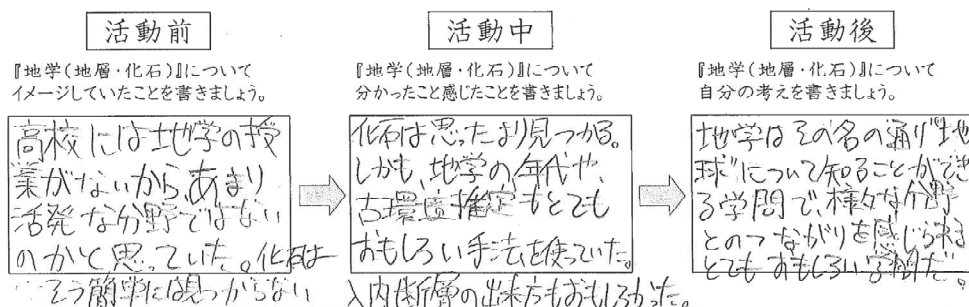 活動前
『地学(地層・化石)』について
イメージしていたことを書きましょう。
高校には地学の授
業がないから、あまり
活発な分野ではない
のかと思っていた。化石は
そう簡単には見つからない
活動中
『地学(地層・化石)』について
分かったこと感じたことを書きましょう。
化石は思ったより見つかる。
しかも、地学の年代や、
古環境推定もとても
おもしろい手法を使っていた。
入内断層の出来方もおもしろかった。
活動後
『地学(地層・化石)』について
自分の考えを書きましょう。
地学はその名の通り"地
球"について知ることができ
る学問で、様々な分野
とのつながりを感じられる
とてもおもしろい学問だ。